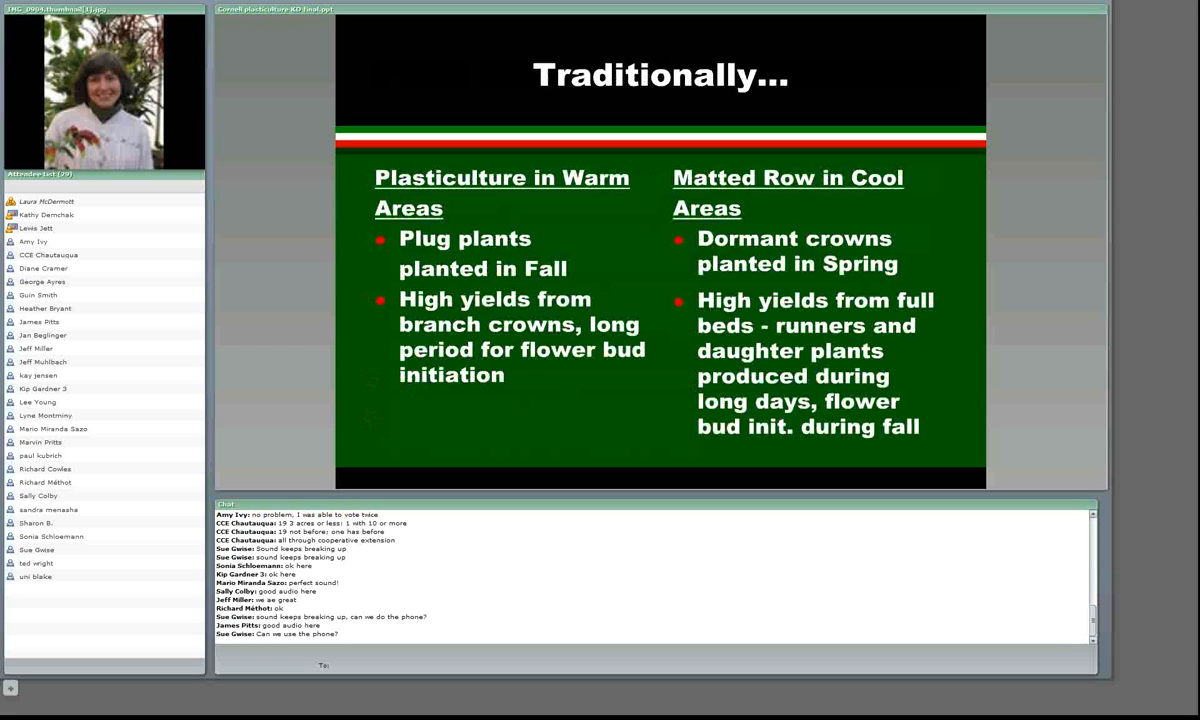 IMG_0904.thumbnail[1].jpg
Attendee List (29)
Laura McDermott
Kathy Demchak
Lewis Jett
Amy Ivy
CCE Chautauqua
Diane Cramer
George Ayres
Guin Smith
Heather Bryant
James Pitts
Jan Beglinger
Jeff Miller
Jeff Muhlbach
kay jensen
Kip Gardner 3
Lee Young
Lyne Montminy
Mario Miranda Sazo
Marvin Pritts
paul kubrich
Richard Cowles
Richard Méthot
Sally Colby
sandra menasha
Sharon B.
Sonia Schloemann
Sue Gwise
ted wright
uni blake
Cornell plasticulture KD final.ppt
Traditionally...
Plasticulture in Warm
Areas
Plug plants
planted in Fall
High yields from
branch crowns, long
period for flower bud
initiation
Matted Row in Cool
Areas
Dormant crowns
planted in Spring
High yields from full
beds - runners and
daughter plants
produced during
long days, flower
bud init. during fall
Chat
Amy Ivy: no problem, I was able to vote twice
CCE Chautauqua: 19 3 acres or less; 1 with 10 or more
CCE Chautauqua: 19 not before; one has before
CCE Chautauqua: all through cooperative extension
Sue Gwise: Sound keeps breaking up
Sue Gwise: sound keeps breaking up
Sonia Schloemann: ok here
Kip Gardner 3: ok here
Mario Miranda Sazo: perfect sound!
Sally Colby: good audio here
Jeff Miller: we ae great
Richard Méthot: ok
Sue Gwise: sound keeps breaking up, can we do the phone?
James Pitts: good audio here
Sue Gwise: Can we use the phone?
To: